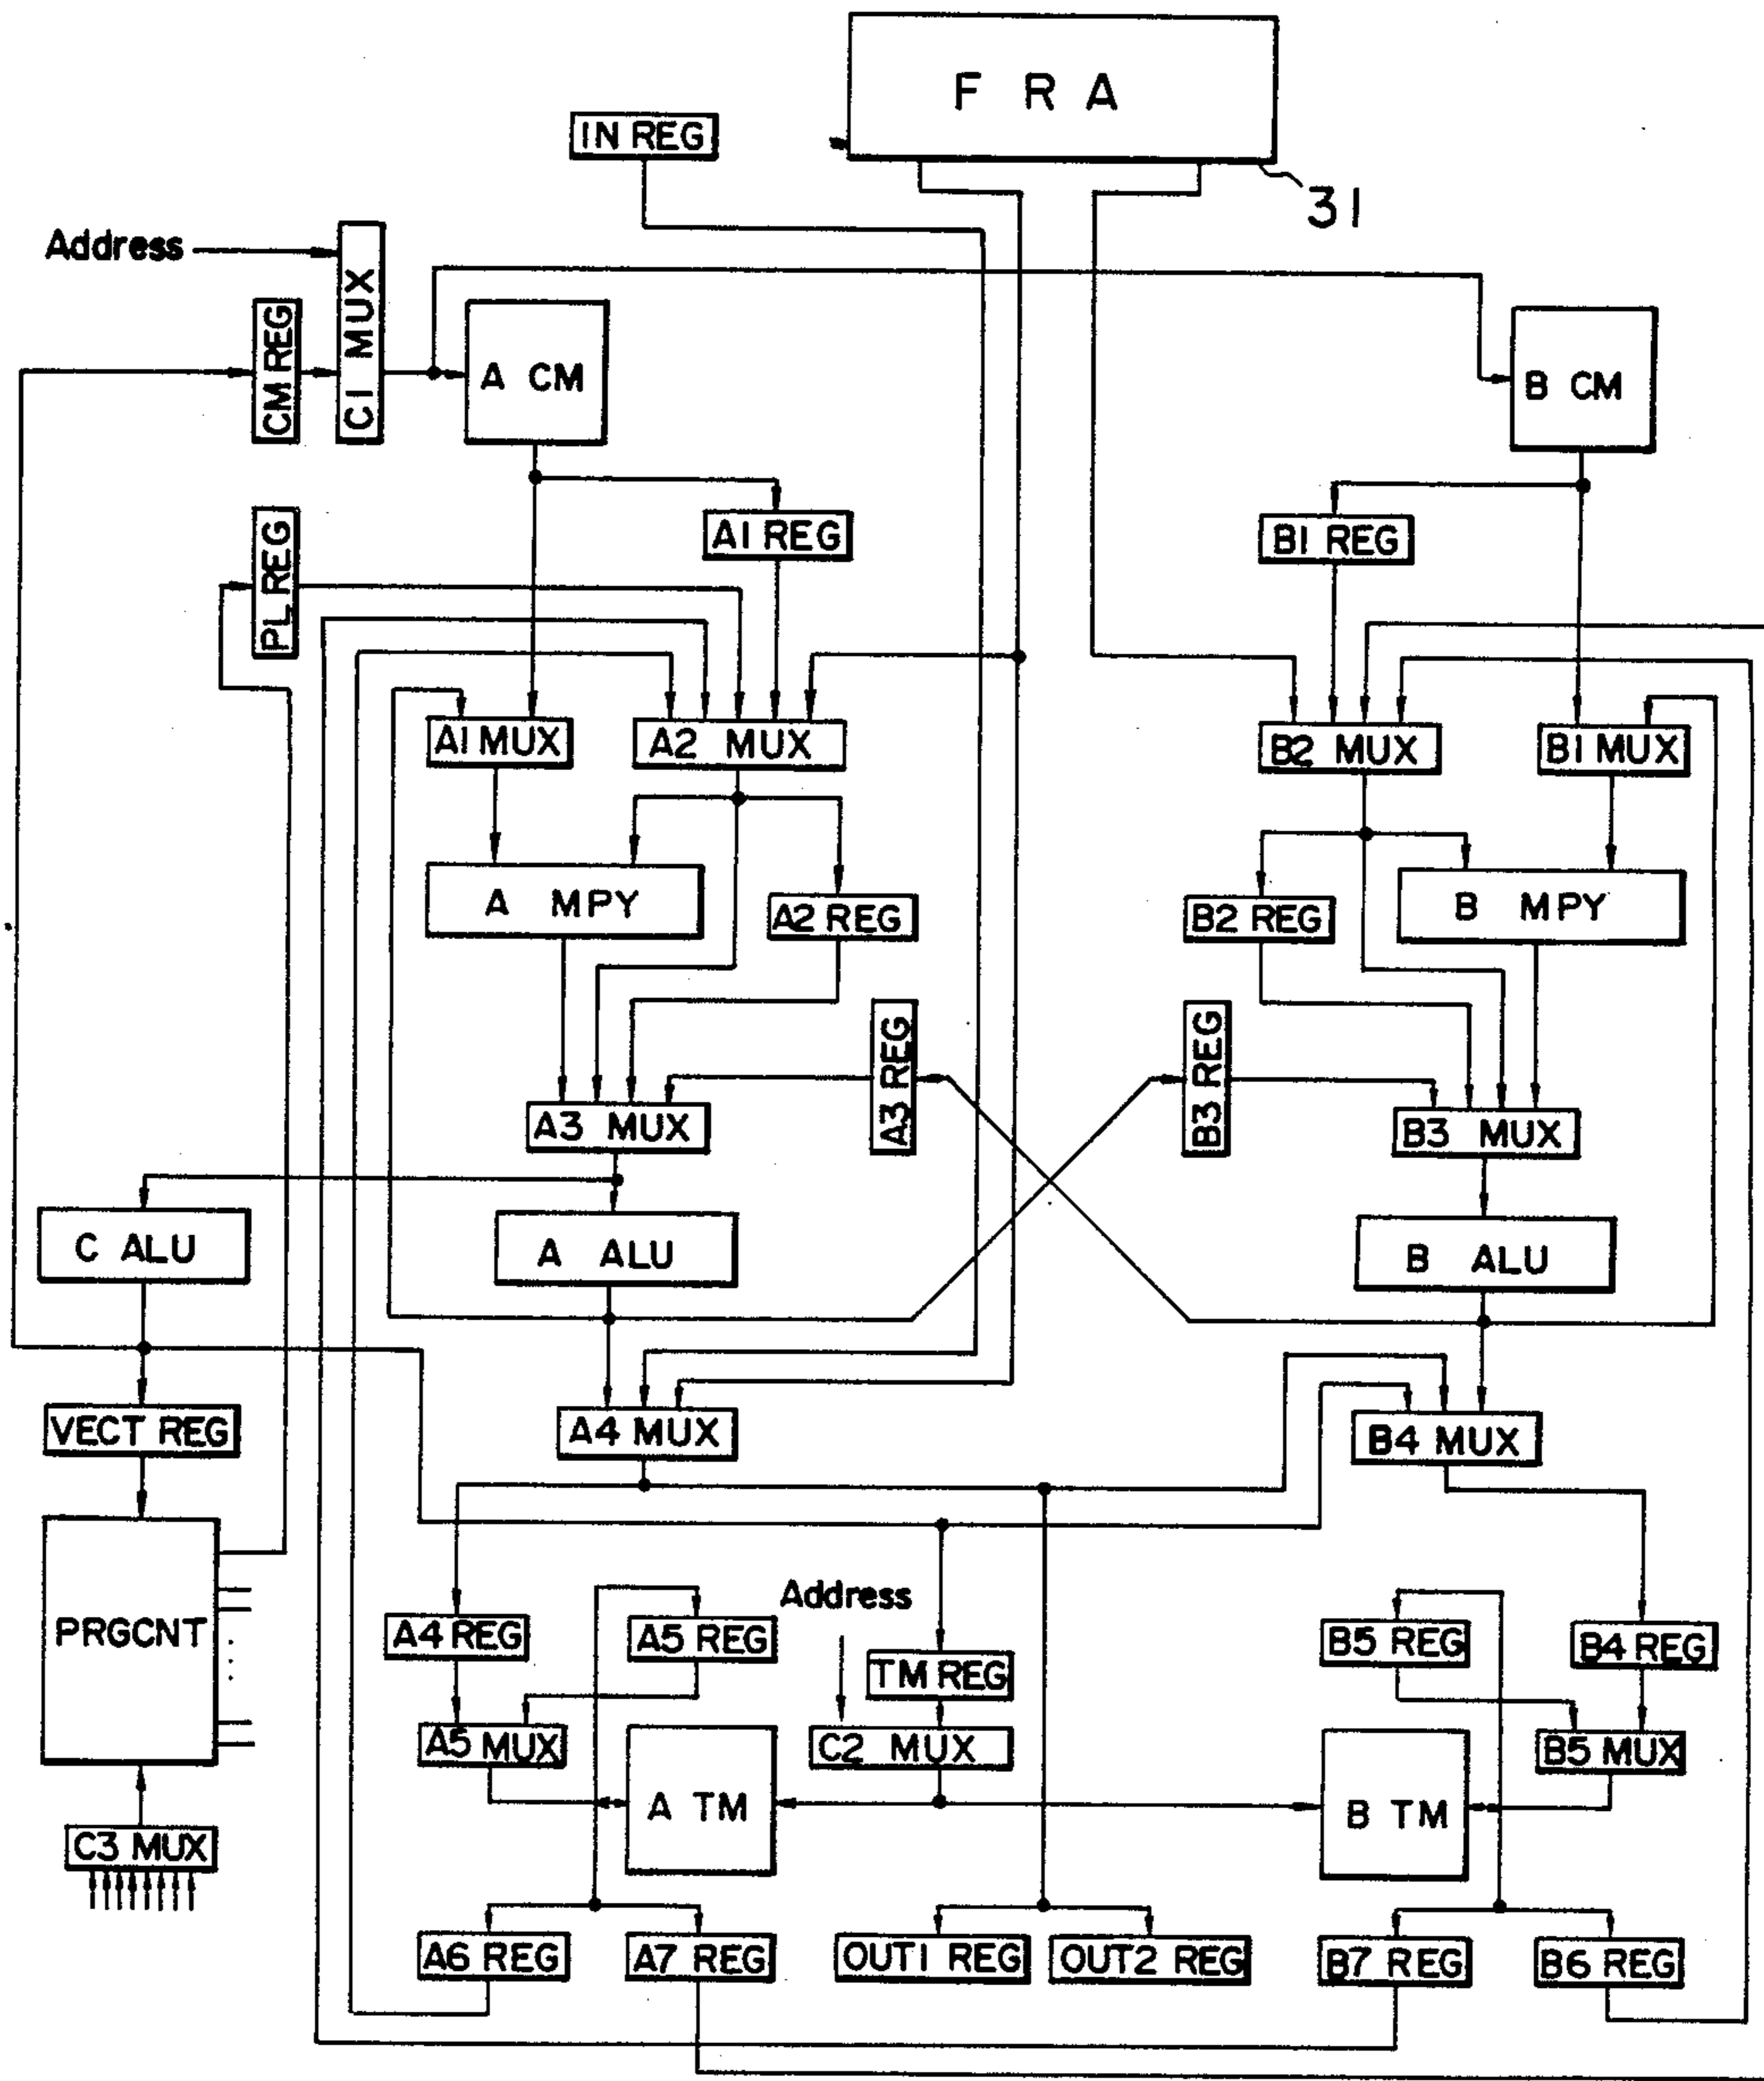 F R A
IN REG
31
Address
C1 MUX
CM REG
A CM
B CM
A1 REG
B1 REG
PL REG
A1 MUX
A2 MUX
B2 MUX
B1 MUX
A MPY
A2 REG
B2 REG
B MPY
A3 REG
B3 REG
A3 MUX
B3 MUX
C ALU
A ALU
B ALU
VECT REG
A4 MUX
B4 MUX
PRGCNT
Address
A4 REG
A5 REG
TM REG
B5 REG
B4 REG
A5 MUX
C2 MUX
B5 MUX
A TM
B TM
C3 MUX
A6 REG
A7 REG
OUT1 REG
OUT2 REG
B7 REG
B6 REG